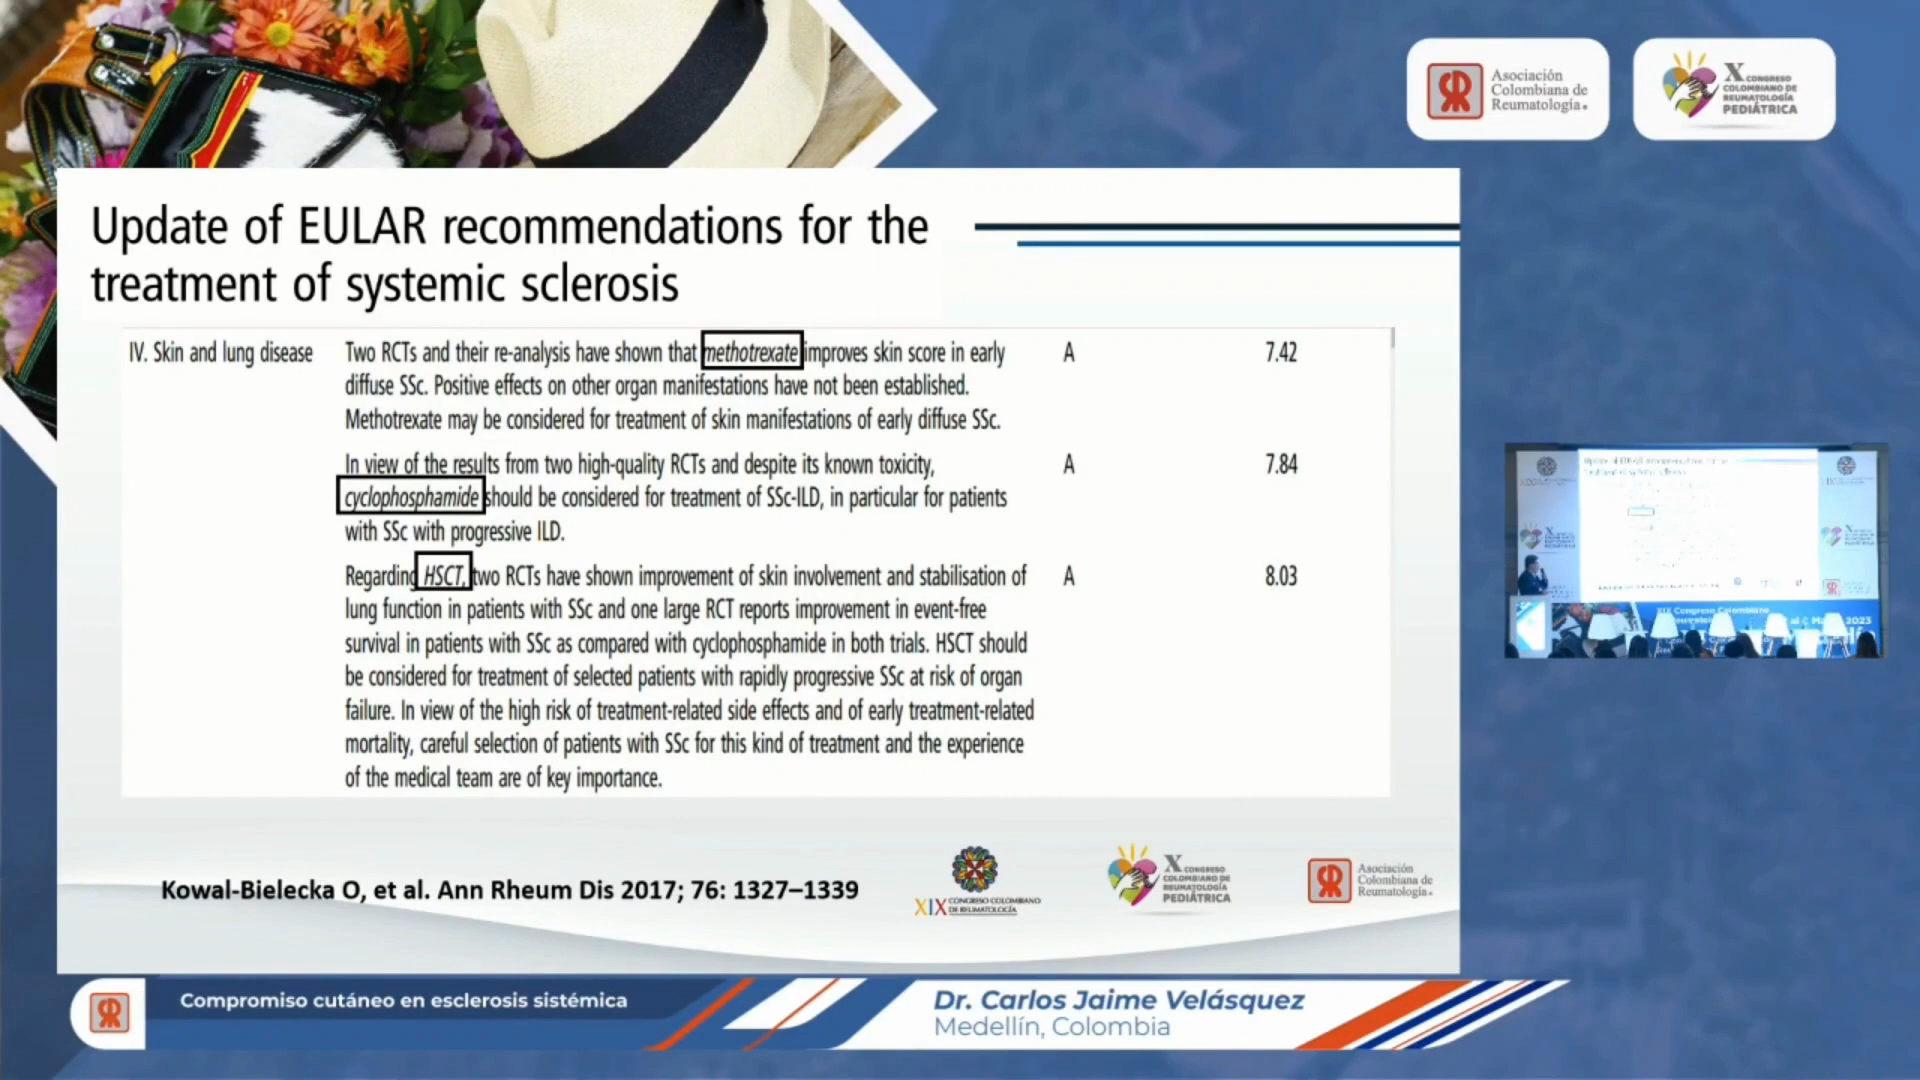 Asociación
Colombiana de
Reumatología.
X CONGRESO
COLOMBIANO DE
REUMATOLOGÍA
PEDIÁTRICA
Update of EULAR recommendations for the
treatment of systemic sclerosis
IV. Skin and lung disease
Two RCTs and their re-analysis have shown that methotrexate improves skin score in early
diffuse SSc. Positive effects on other organ manifestations have not been established.
Methotrexate may be considered for treatment of skin manifestations of early diffuse SSc.
A
7.42
In view of the results from two high-quality RCTs and despite its known toxicity,
cyclophosphamide should be considered for treatment of SSc-ILD, in particular for patients
with SSc with progressive ILD.
A
7.84
Regarding HSCT, two RCTs have shown improvement of skin involvement and stabilisation of
lung function in patients with SSc and one large RCT reports improvement in event-free
survival in patients with SSc as compared with cyclophosphamide in both trials. HSCT should
be considered for treatment of selected patients with rapidly progressive SSc at risk of organ
failure. In view of the high risk of treatment-related side effects and of early treatment-related
mortality, careful selection of patients with SSc for this kind of treatment and the experience
of the medical team are of key importance.
A
8.03
Kowal-Bielecka O, et al. Ann Rheum Dis 2017; 76: 1327–1339
XIX CONGRESO COLOMBIANO
DE REUMATOLOGÍA
X CONGRESO
COLOMBIANO DE
REUMATOLOGÍA
PEDIÁTRICA
Asociación
Colombiana de
Reumatología.
XIX Congreso Colombiano
2023
Compromiso cutáneo en esclerosis sistémica
Dr. Carlos Jaime Velásquez
Medellín, Colombia